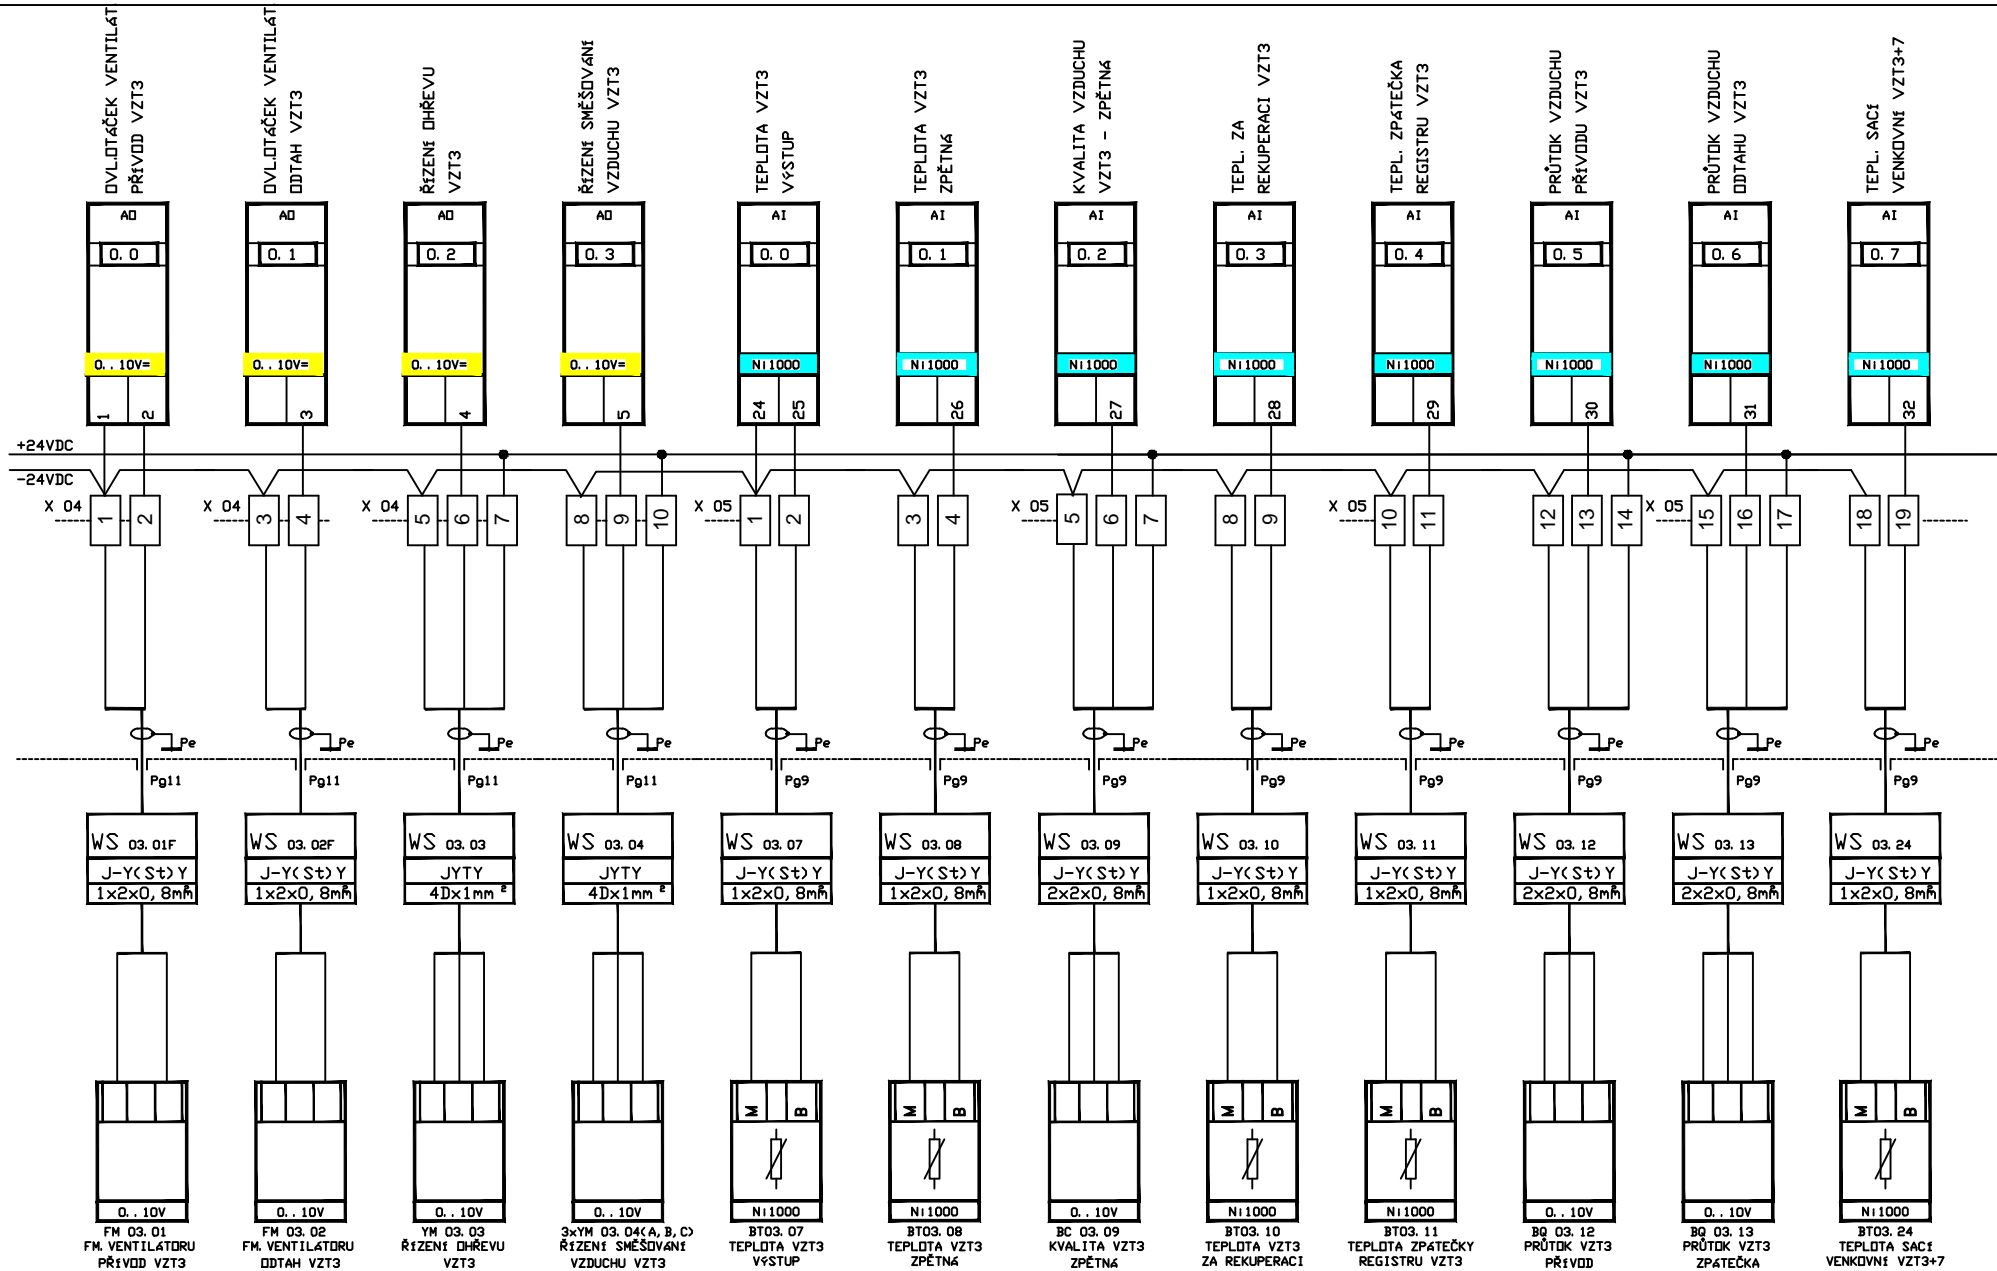 OVL.OTÁČEK VENTILÁT
PŘÍVOD VZT3
OVL.OTÁČEK VENTILÁT
ODTAH VZT3
ŘÍZENÍ OHŘEVU
VZT3
ŘÍZENÍ SMĚŠOVÁNÍ
VZDUCHU VZT3
TEPLOTA VZT3
VÝSTUP
TEPLOTA VZT3
ZPĚTNÁ
KVALITA VZDUCHU
VZT3 - ZPĚTNÁ
TEPL. ZA
REKUPERACI VZT3
TEPL. ZPÁTEČKA
REGISTRU VZT3
PRŮTOK VZDUCHU
PŘÍVODU VZT3
PRŮTOK VZDUCHU
ODTAHU VZT3
TEPL. SACÍ
VENKOVNÍ VZT3+7
AO AO AO AO AI AI AI AI AI AI AI AI
0.0 0.1 0.2 0.3 0.0 0.1 0.2 0.3 0.4 0.5 0.6 0.7
0..10V= 0..10V= 0..10V= 0..10V= Ni1000 Ni1000 Ni1000 Ni1000 Ni1000 Ni1000 Ni1000 Ni1000
1 2 3 4 5 24 25 26 27 28 29 30 31 32
+24VDC
-24VDC
X 04 1 2 X 04 3 4 X 04 5 6 7 8 9 10 X 05 1 2 3 4 X 05 5 6 7 8 9 X 05 10 11 12 13 14 X 05 15 16 17 18 19
Pe Pe Pe Pe Pe Pe Pe Pe Pe Pe Pe Pe
Pg11 Pg11 Pg11 Pg11 Pg9 Pg9 Pg9 Pg9 Pg9 Pg9 Pg9 Pg9
WS 03.01F WS 03.02F WS 03.03 WS 03.04 WS 03.07 WS 03.08 WS 03.09 WS 03.10 WS 03.11 WS 03.12 WS 03.13 WS 03.24
J-Y(St)Y J-Y(St)Y JYTY JYTY J-Y(St)Y J-Y(St)Y J-Y(St)Y J-Y(St)Y J-Y(St)Y J-Y(St)Y J-Y(St)Y J-Y(St)Y
1x2x0,8mm² 1x2x0,8mm² 4Dx1mm² 4Dx1mm² 1x2x0,8mm² 1x2x0,8mm² 2x2x0,8mm² 1x2x0,8mm² 1x2x0,8mm² 2x2x0,8mm² 2x2x0,8mm² 1x2x0,8mm²
M B M B M B M B M B
0..10V 0..10V 0..10V 0..10V Ni1000 Ni1000 0..10V Ni1000 Ni1000 0..10V 0..10V Ni1000
FM 03.01
FM. VENTILÁTORU
PŘÍVOD VZT3
FM 03.02
FM. VENTILÁTORU
ODTAH VZT3
YM 03.03
ŘÍZENÍ OHŘEVU
VZT3
3xYM 03.04(A,B,C)
ŘÍZENÍ SMĚŠOVÁNÍ
VZDUCHU VZT3
BT03.07
TEPLOTA VZT3
VÝSTUP
BT03.08
TEPLOTA VZT3
ZPĚTNÁ
BC 03.09
KVALITA VZT3
ZPĚTNÁ
BT03.10
TEPLOTA VZT3
ZA REKUPERACI
BT03.11
TEPLOTA ZPÁTEČKY
REGISTRU VZT3
BQ 03.12
PRŮTOK VZT3
PŘÍVOD
BQ 03.13
PRŮTOK VZT3
ZPÁTEČKA
BT03.24
TEPLOTA SACÍ
VENKOVNÍ VZT3+7